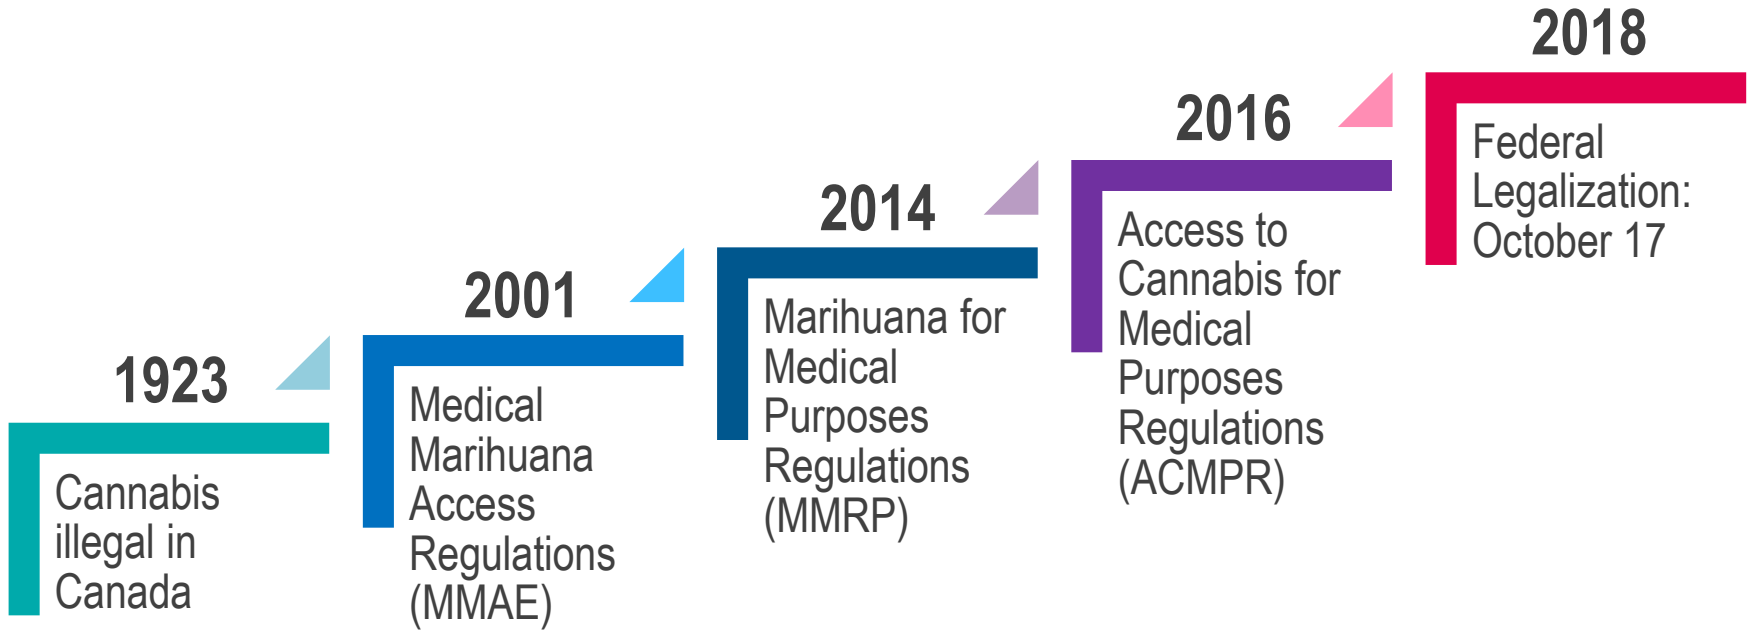 1923
Cannabis
illegal in
Canada
2001
Medical
Marihuana
Access
Regulations
(MMAE)
2014
Marihuana for
Medical
Purposes
Regulations
(MMRP)
2016
Access to
Cannabis for
Medical
Purposes
Regulations
(ACMPR)
2018
Federal
Legalization:
October 17